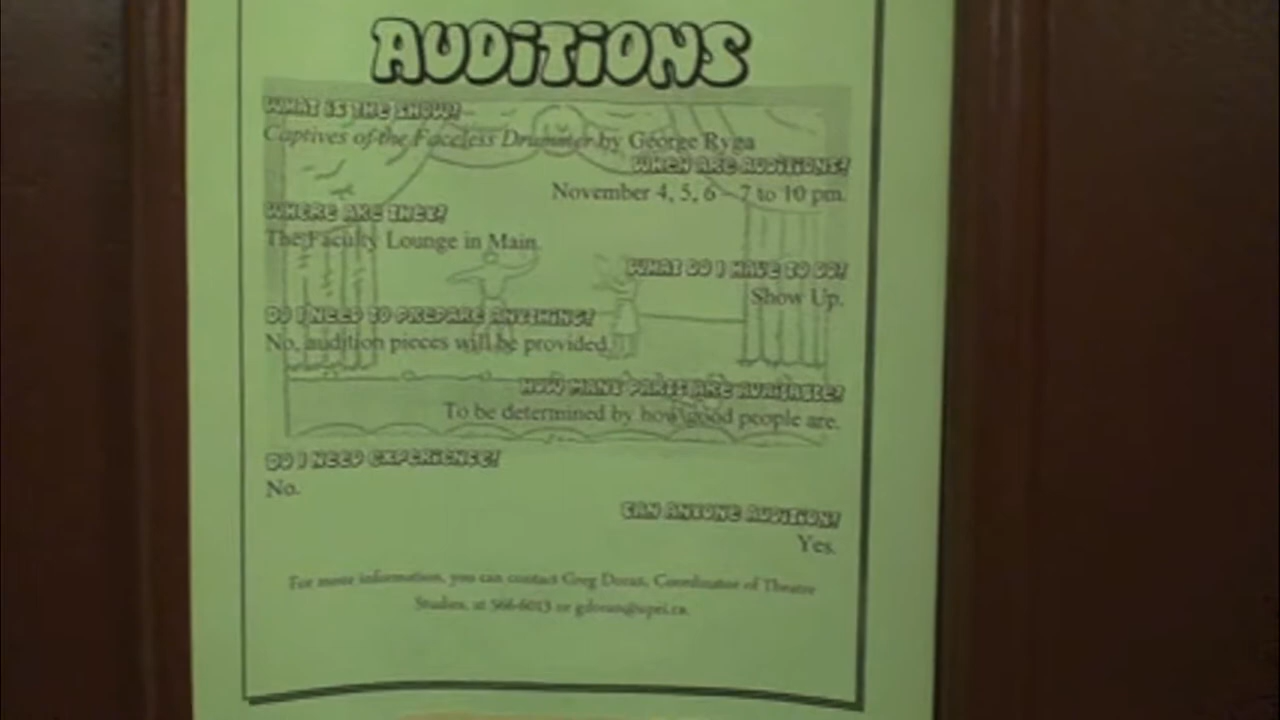 AUDITIONS
WHAT IS THE SHOW?
Captives of the Faceless Drummer by George Ryga
WHEN ARE AUDITIONS?
November 4, 5, 6 – 7 to 10 pm.
WHERE ARE THEY?
The Faculty Lounge in Main.
WHAT DO I HAVE TO DO?
Show Up.
DO I NEED TO PREPARE ANYTHING?
No, audition pieces will be provided.
HOW MANY PARTS ARE AVAILABLE?
To be determined by how good people are.
DO I NEED EXPERIENCE?
No.
CAN ANYONE AUDITION?
Yes.
For more information, you can contact Greg Doran, Coordinator of Theatre
Studies, at 566-6013 or gdoran@upei.ca.